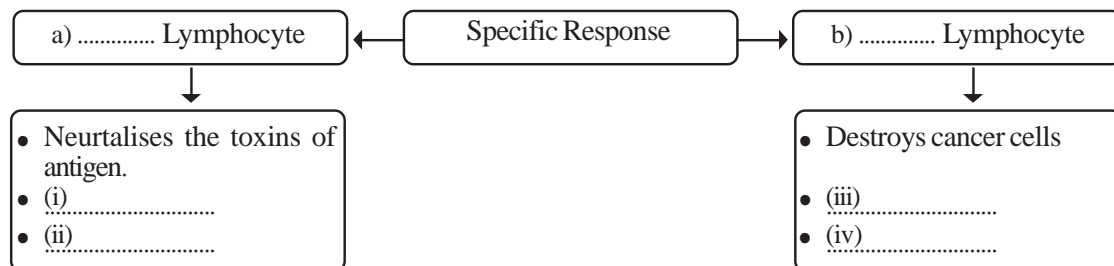 a) ............. Lymphocyte
Specific Response
b) ............. Lymphocyte
• Neurtalises the toxins of
antigen.
• (i) .............................
• (ii) .............................
• Destroys cancer cells
• (iii) .............................
• (iv) .............................